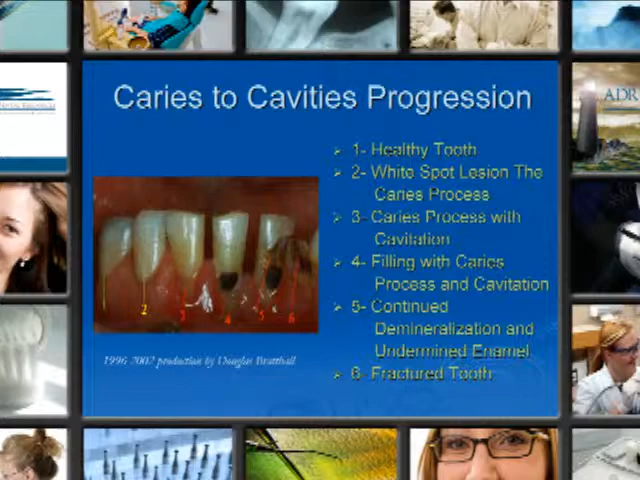 Caries to Cavities Progression
ADR
➢ 1- Healthy Tooth
➢ 2- White Spot Lesion The
Caries Process
➢ 3- Caries Process with
Cavitation
➢ 4- Filling with Caries
Process and Cavitation
➢ 5- Continued
Demineralization and
Undermined Enamel
➢ 6- Fractured Tooth
2
3
4
5
6
1996-2002 production by Douglas Bratthall